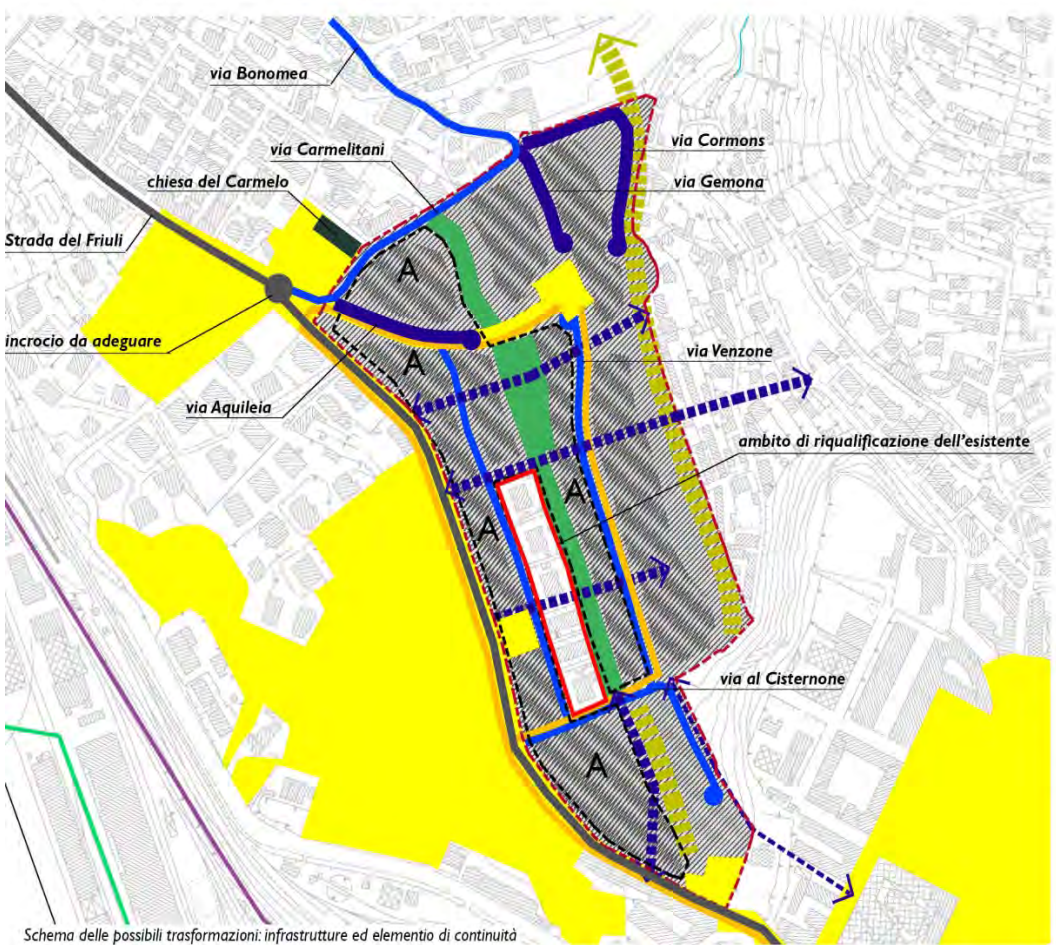 via Bonomea
via Cormons
via Carmelitani
chiesa del Carmelo
via Gemona
Strada del Friuli
A
incrocio da adeguare
A
via Venzone
via Aquileia
ambito di riqualificazione dell'esistente
A
A
via al Cisternone
A
Schema delle possibili trasformazioni: infrastrutture ed elementio di continuità